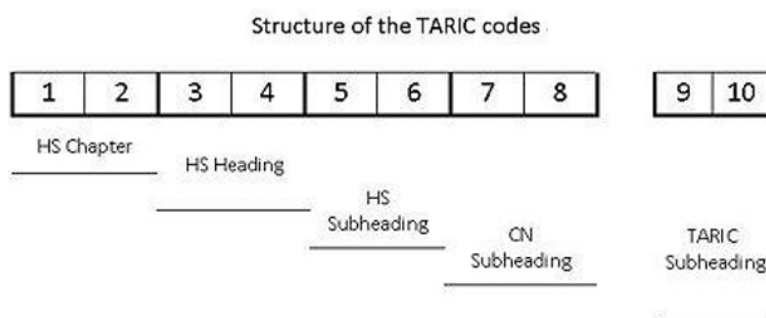 Structure of the TARIC codes
1 2 3 4 5 6 7 8 9 10
HS Chapter
HS Heading
HS
Subheading
CN
Subheading
TARIC
Subheading